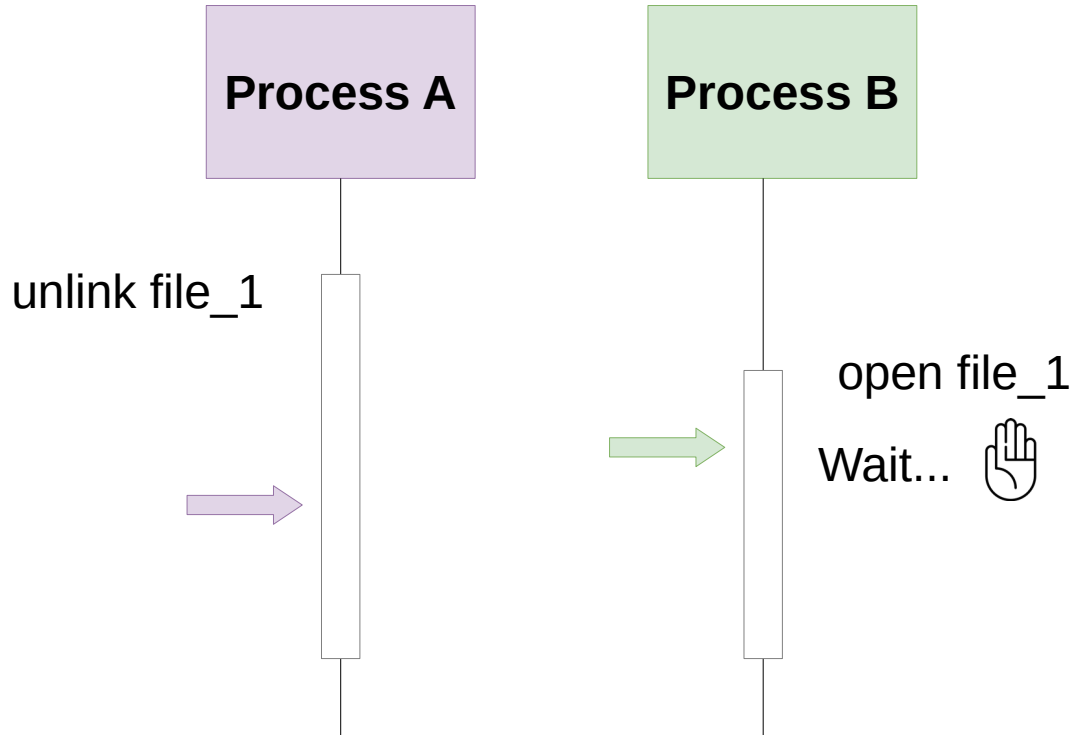 Process A
Process B
unlink file_1
open file_1
Wait...